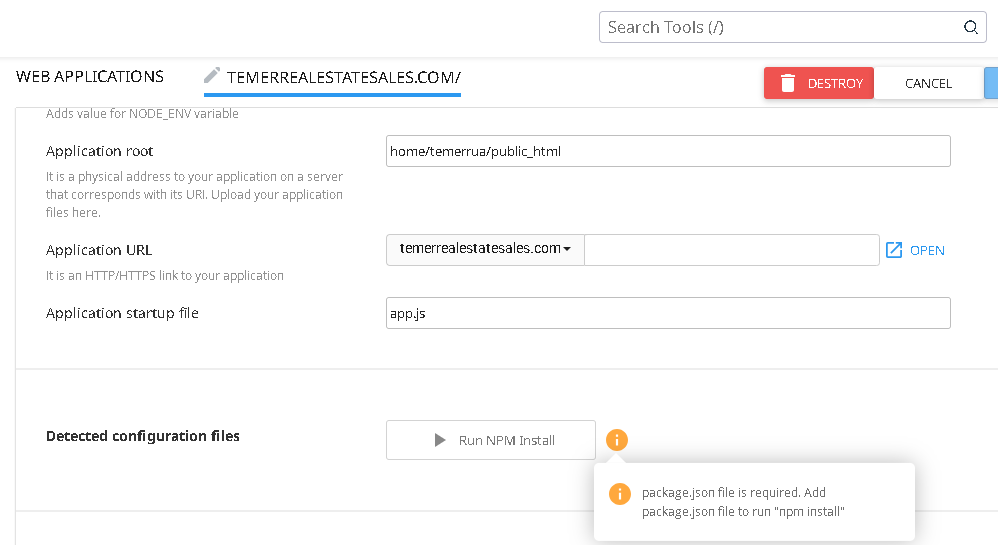 Search Tools (/)
WEB APPLICATIONS
TEMERREALESTATESALES.COM/
DESTROY
CANCEL
Adds value for NODE_ENV variable
Application root
home/temerrua/public_html
It is a physical address to your application on a server
that corresponds with its URI. Upload your application
files here.
Application URL
temerrealestatesales.com
OPEN
It is an HTTP/HTTPS link to your application
Application startup file
app.js
Detected configuration files
Run NPM Install
package.json file is required. Add
package.json file to run "npm install"